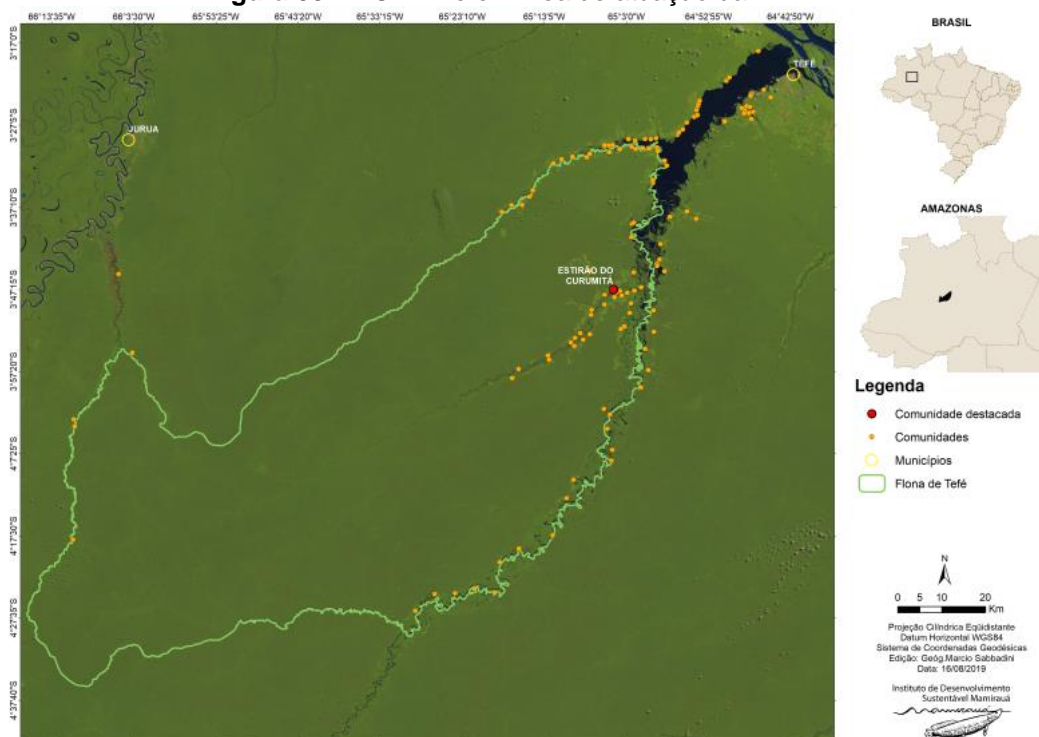 66°13'35"W 66°3'30"W 65°53'25"W 65°43'20"W 65°33'15"W 65°23'10"W 65°13'5"W 65°3'0"W 64°52'55"W 64°42'50"W
3°17'0"S
3°27'5"S
3°37'10"S
3°47'15"S
3°57'20"S
4°7'25"S
4°17'30"S
4°27'35"S
4°37'40"S
JURUA
TEFÉ
ESTIRÃO DO
CURUMITÁ
BRASIL
AMAZONAS
Legenda
Comunidade destacada
Comunidades
Municípios
Flona de Tefé
N
0 5 10 20
Km
Projeção Cilíndrica Eqüidistante
Datum Horizontal WGS84
Sistema de Coordenadas Geodésicas
Edição: Geóg.Marcio Sabbadini
Data: 16/08/2019
Instituto de Desenvolvimento
Sustentável Mamirauá